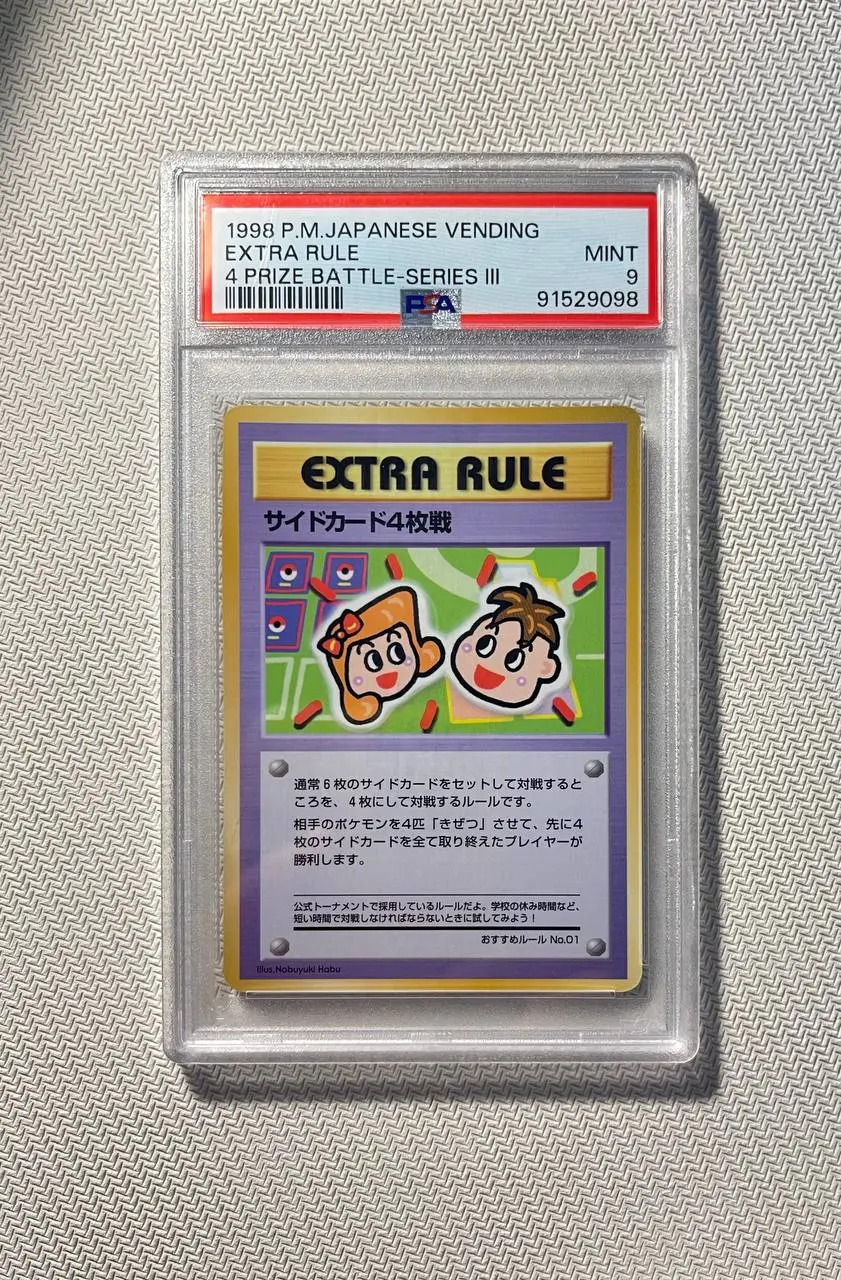 1998 P.M.JAPANESE VENDING
EXTRA RULE MINT
4 PRIZE BATTLE-SERIES III 9
PSA 91529098
EXTRA RULE
サイドカード4枚戦
通常6枚のサイドカードをセットして対戦すると
ころを、4枚にして対戦するルールです。
相手のポケモンを4匹「きぜつ」させて、先に4
枚のサイドカードを全て取り終えたプレイヤーが
勝利します。
公式トーナメントで採用しているルールだよ。学校の休み時間など、
短い時間で対戦しなければならないときに試してみよう！
おすすめルール No.01
Illus.Nobuyuki Habu